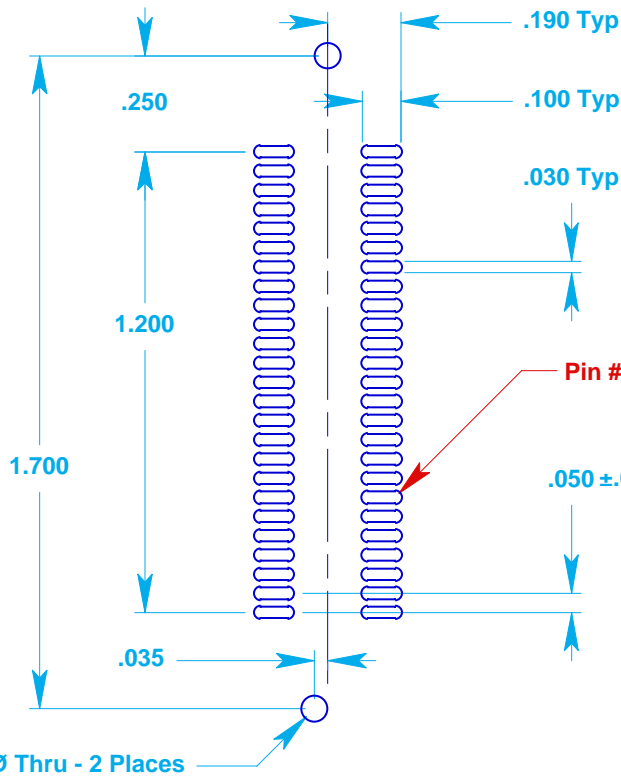 .190 Typ
.250
.100 Typ
.030 Typ
1.200
Pin #
1.700
.050 ±.
.035
Ø Thru - 2 Places